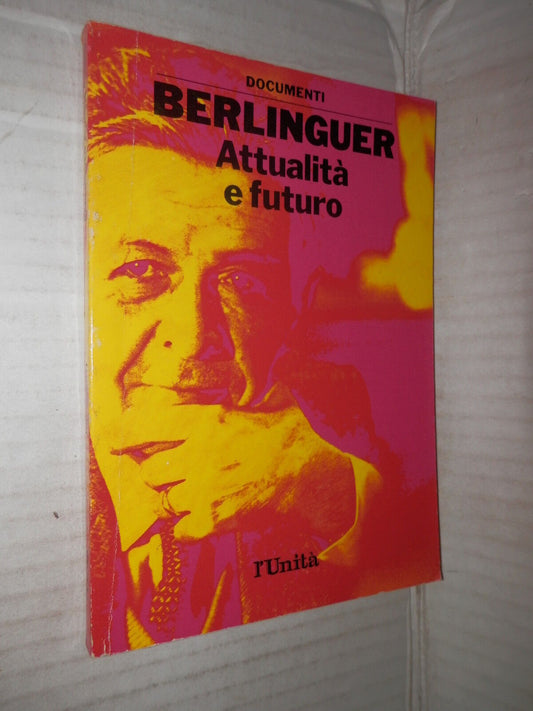 DOCUMENTI
BERLINGUER
Attualità
e futuro
l'Unità